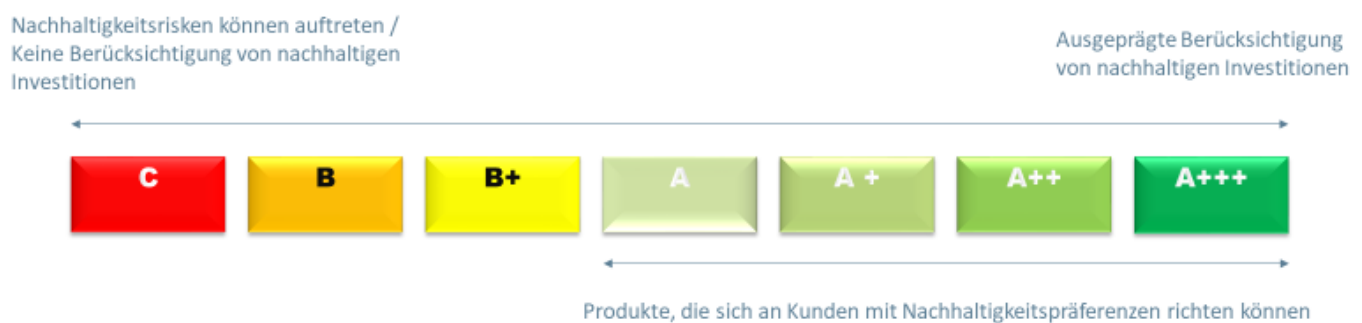 Nachhaltigkeitsrisken können auftreten /
Keine Berücksichtigung von nachhaltigen
Investitionen
Ausgeprägte Berücksichtigung
von nachhaltigen Investitionen
C B B+ A A + A++ A+++
Produkte, die sich an Kunden mit Nachhaltigkeitspräferenzen richten können